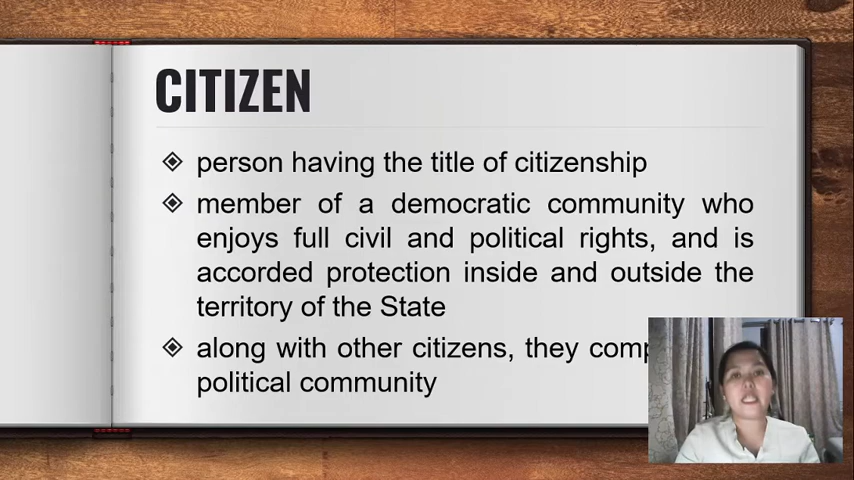 CITIZEN
person having the title of citizenship
member of a democratic community who
enjoys full civil and political rights, and is
accorded protection inside and outside the
territory of the State
along with other citizens, they
political community